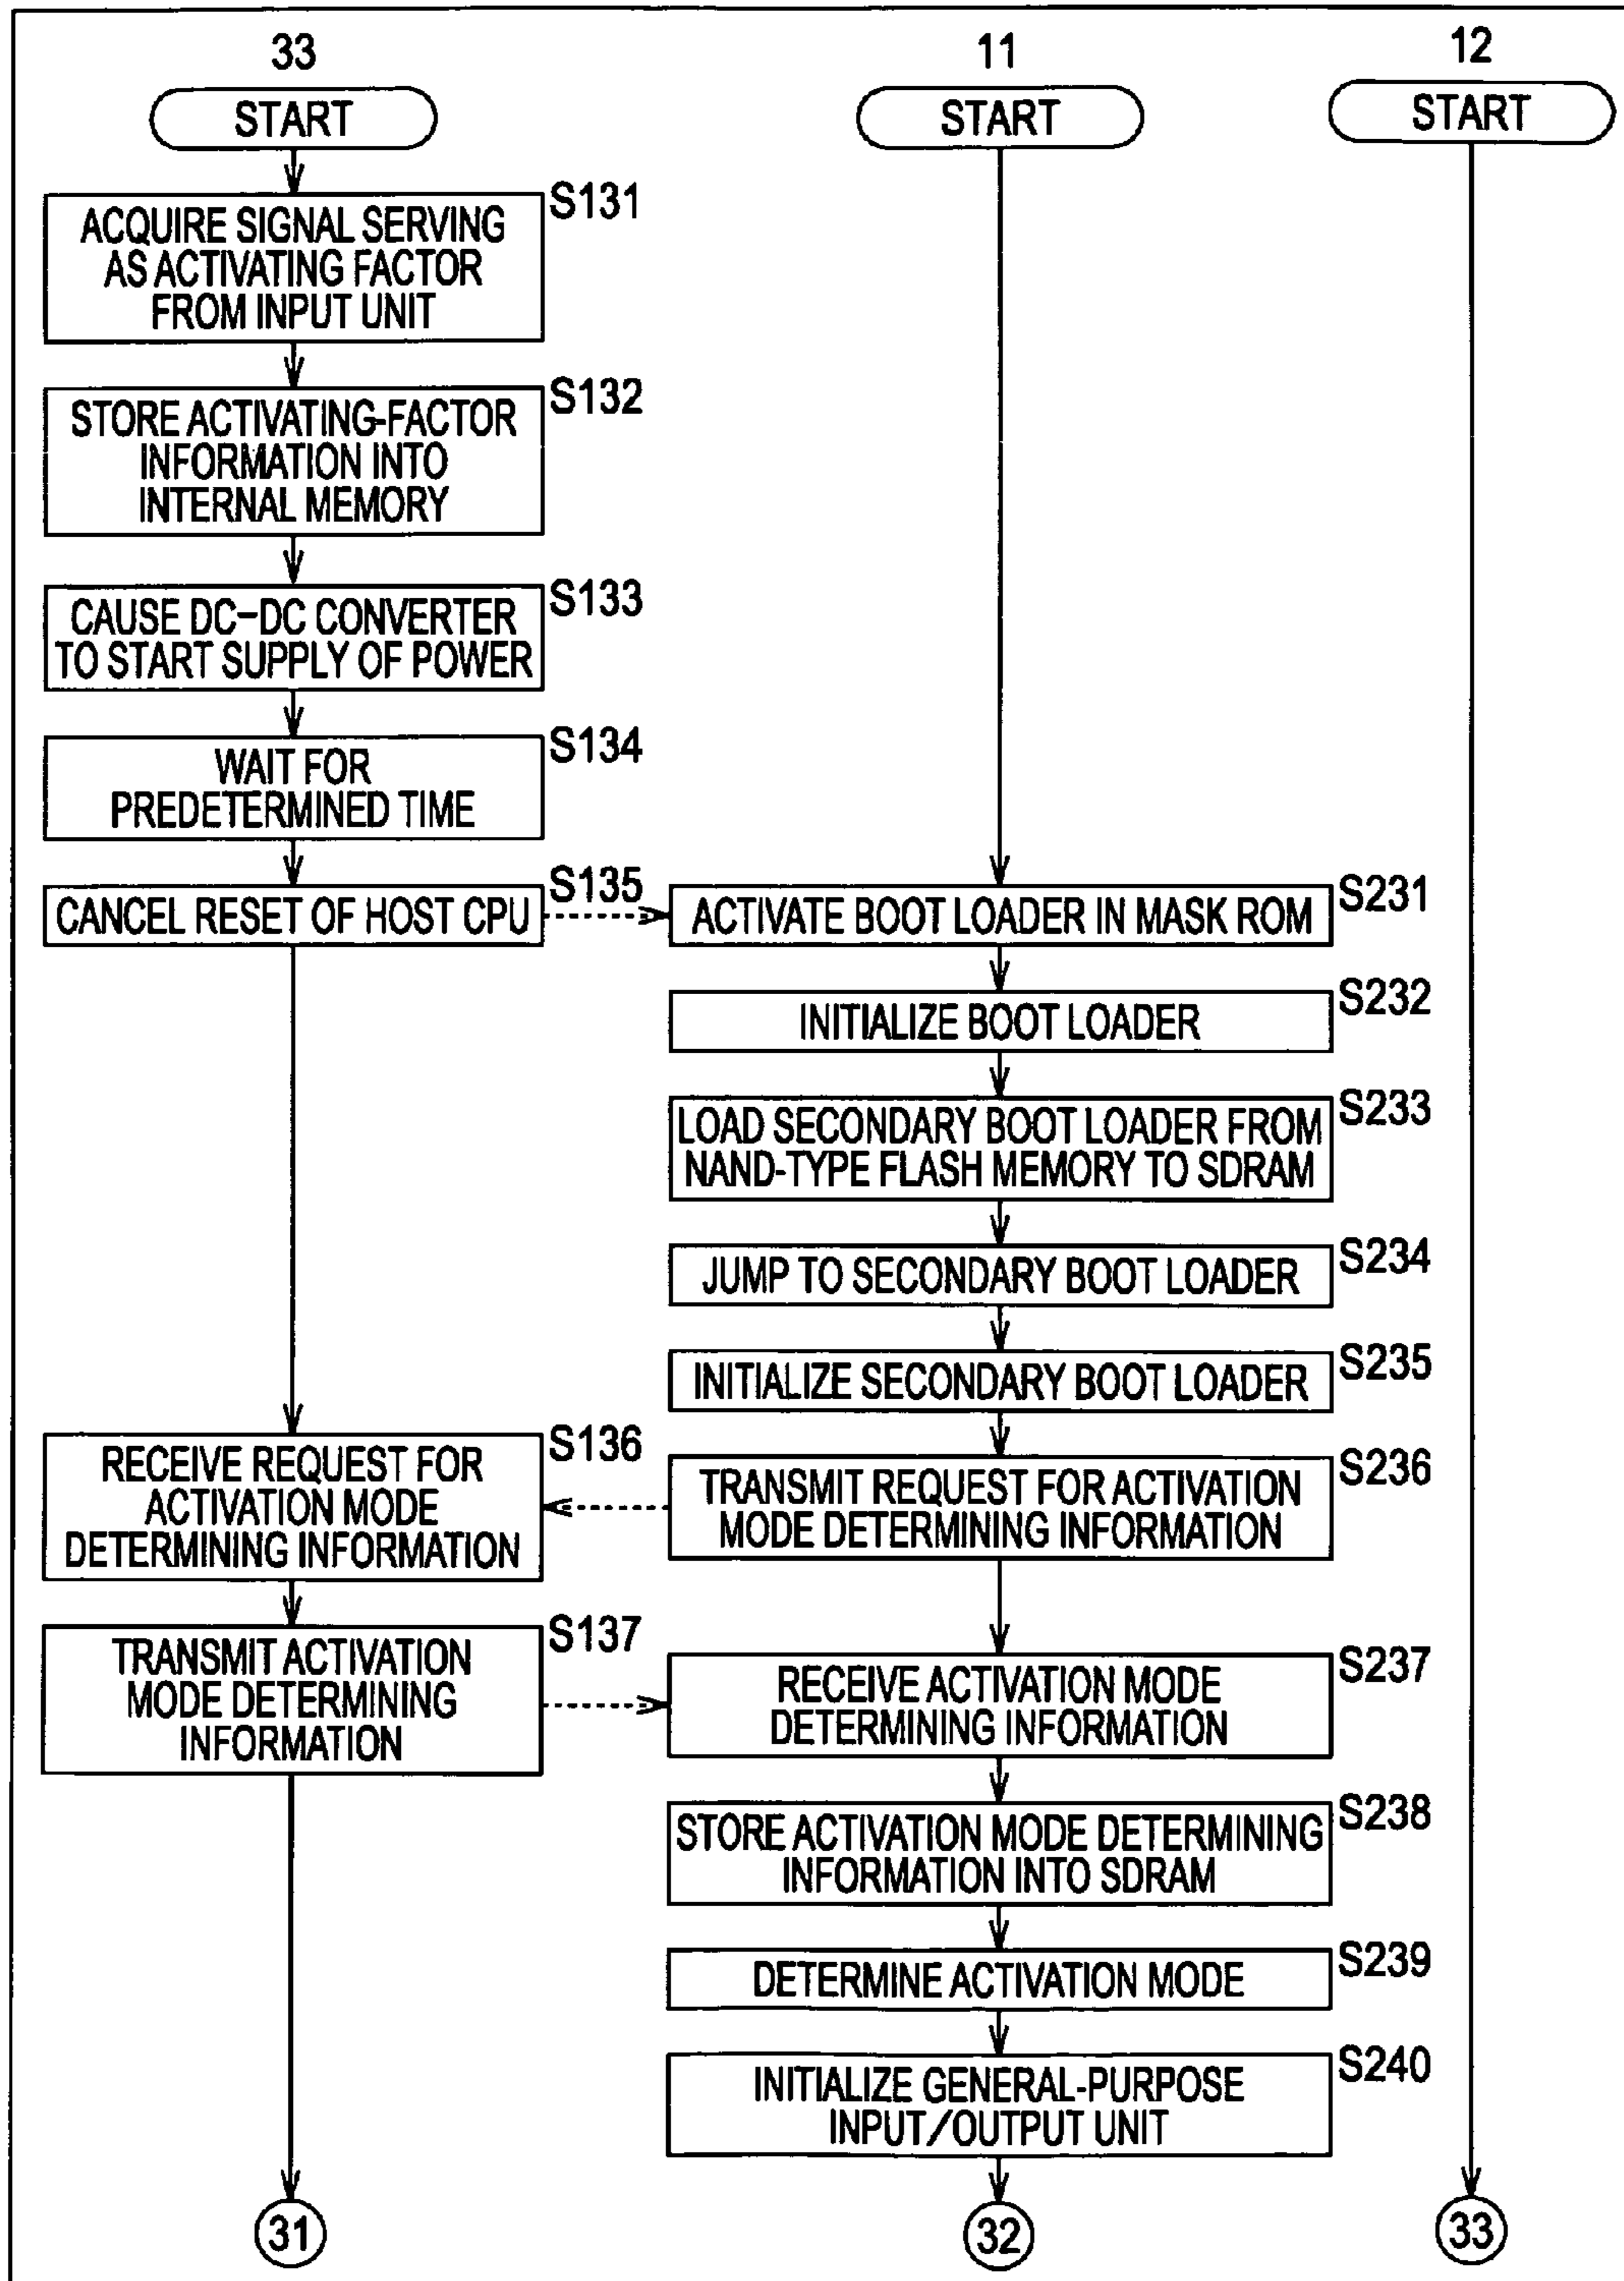 33
START
S131
ACQUIRE SIGNAL SERVING
AS ACTIVATING FACTOR
FROM INPUT UNIT
S132
STORE ACTIVATING-FACTOR
INFORMATION INTO
INTERNAL MEMORY
S133
CAUSE DC-DC CONVERTER
TO START SUPPLY OF POWER
S134
WAIT FOR
PREDETERMINED TIME
S135
CANCEL RESET OF HOST CPU
S136
RECEIVE REQUEST FOR
ACTIVATION MODE
DETERMINING INFORMATION
S137
TRANSMIT ACTIVATION
MODE DETERMINING
INFORMATION
31
11
START
S231
ACTIVATE BOOT LOADER IN MASK ROM
S232
INITIALIZE BOOT LOADER
S233
LOAD SECONDARY BOOT LOADER FROM
NAND-TYPE FLASH MEMORY TO SDRAM
S234
JUMP TO SECONDARY BOOT LOADER
S235
INITIALIZE SECONDARY BOOT LOADER
S236
TRANSMIT REQUEST FOR ACTIVATION
MODE DETERMINING INFORMATION
S237
RECEIVE ACTIVATION MODE
DETERMINING INFORMATION
S238
STORE ACTIVATION MODE DETERMINING
INFORMATION INTO SDRAM
S239
DETERMINE ACTIVATION MODE
S240
INITIALIZE GENERAL-PURPOSE
INPUT/OUTPUT UNIT
32
12
START
33